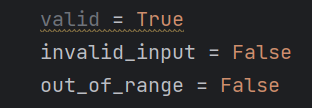 valid = True
invalid_input = False
out_of_range = False